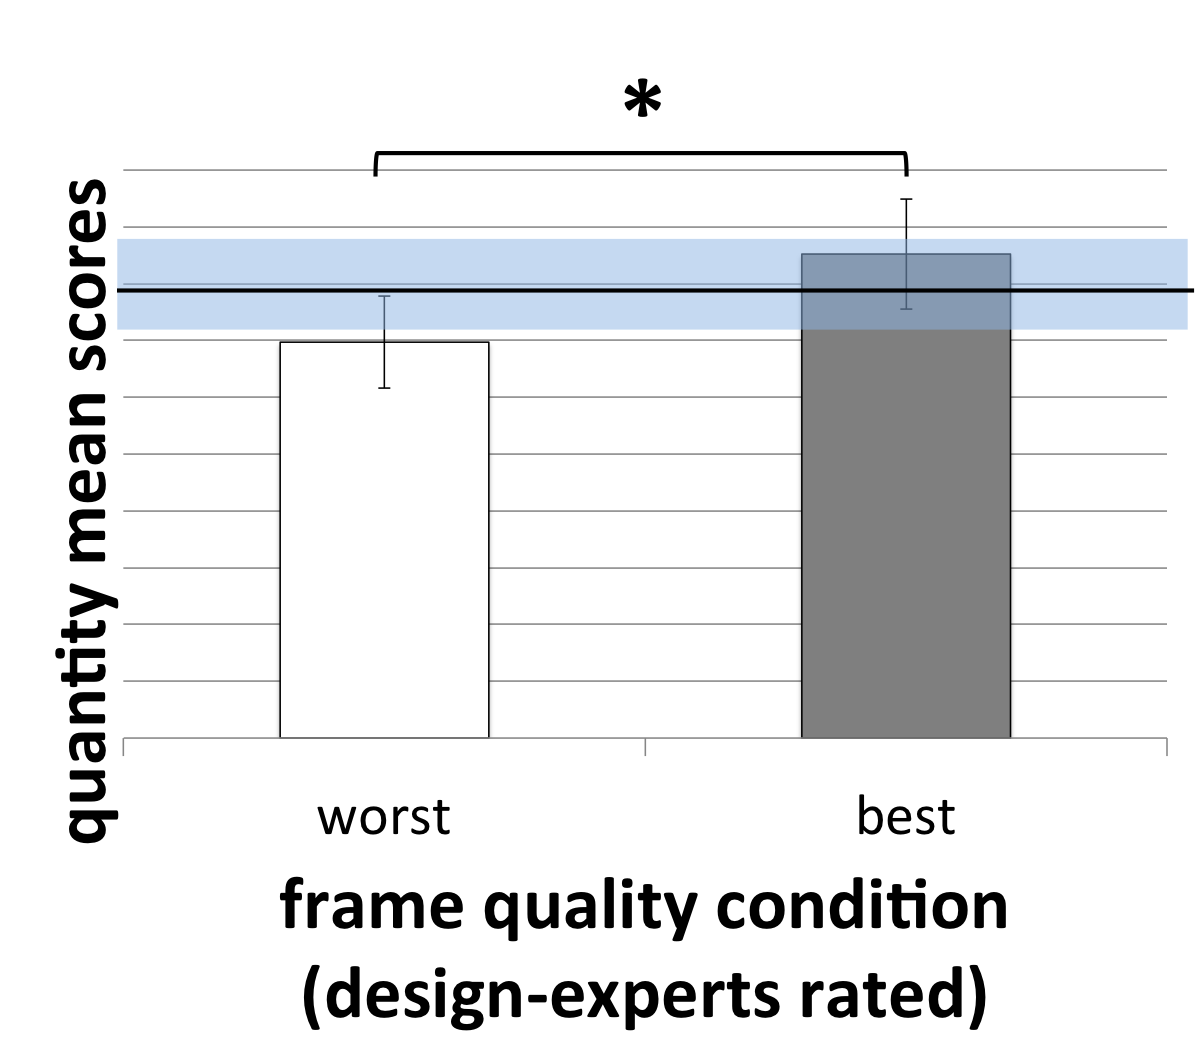 *
quantity mean scores
worst
best
frame quality condition
(design-experts rated)